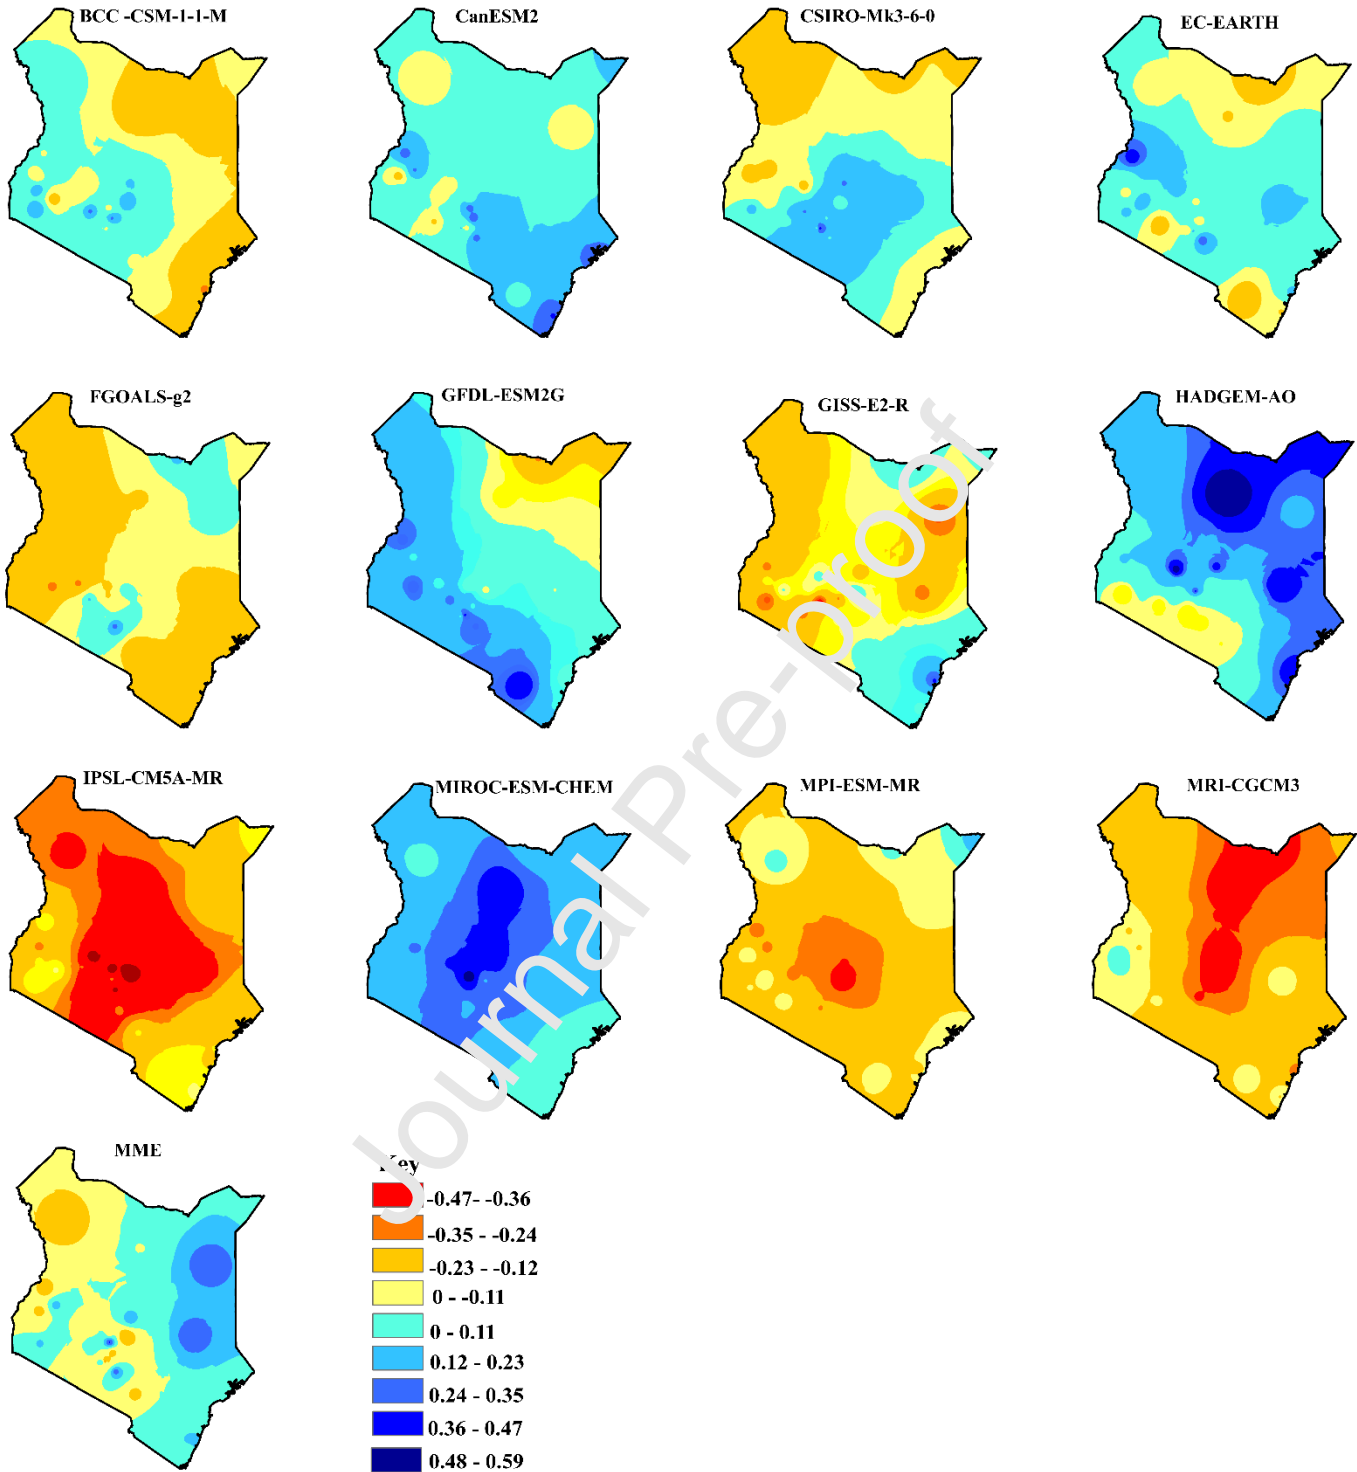 BCC -CSM-1-1-M
CanESM2
CSIRO-Mk3-6-0
EC-EARTH
FGOALS-g2
GFDL-ESM2G
GISS-E2-R
HADGEM-AO
IPSL-CM5A-MR
MIROC-ESM-CHEM
MPI-ESM-MR
MRI-CGCM3
MME
Key
-0.47- -0.36
-0.35 - -0.24
-0.23 - -0.12
0 - -0.11
0 - 0.11
0.12 - 0.23
0.24 - 0.35
0.36 - 0.47
0.48 - 0.59
Journal Pre-proof